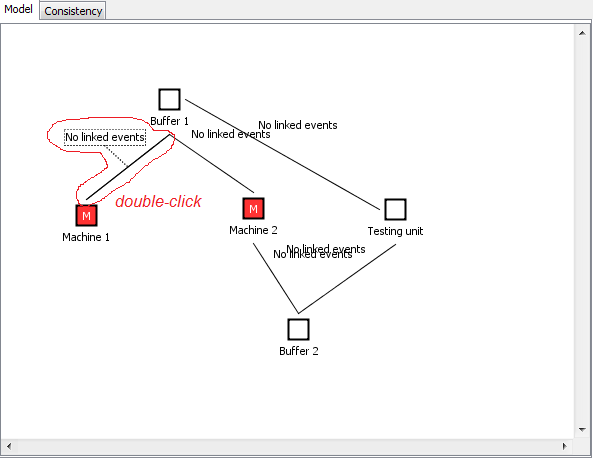 Model
Consistency
Buffer 1
No linked events
No linked events
No linked events
double-click
M
Machine 1
M
Machine 2
Testing unit
No linked events
No linked events
Buffer 2